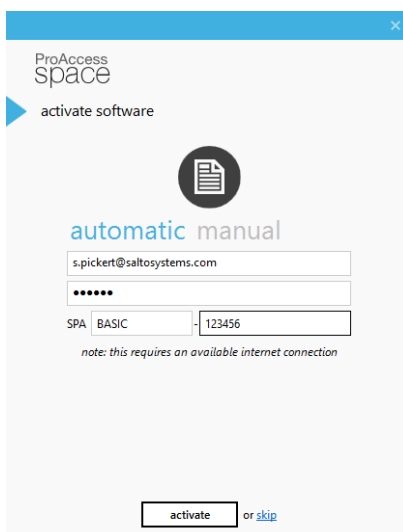 ProAccess
space
activate software
automatic manual
s.pickert@saltosystems.com
••••••
SPA BASIC - 123456
note: this requires an available internet connection
activate or skip